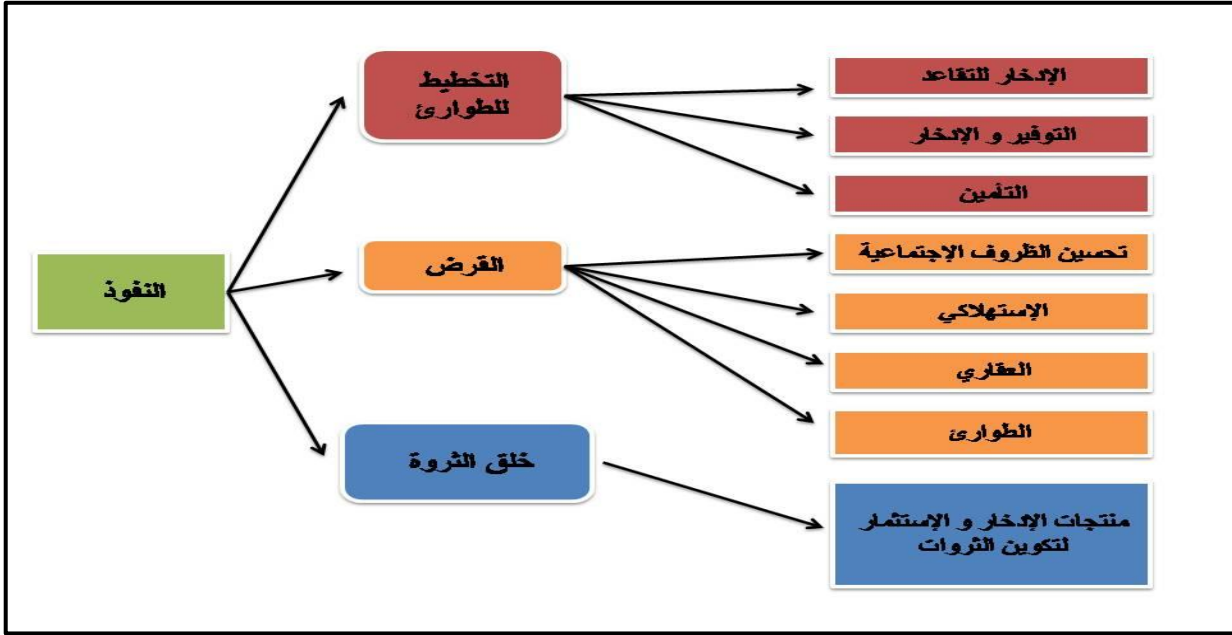 النفوذ
التخطيط
للطوارئ
الإدخار للتقاعد
التوفير و الإدخار
التأمين
القرض
تحسين الظروف الإجتماعية
الإستهلاكي
العقاري
الطوارئ
خلق الثروة
منتجات الإدخار و الإستثمار
لتكوين الثروات